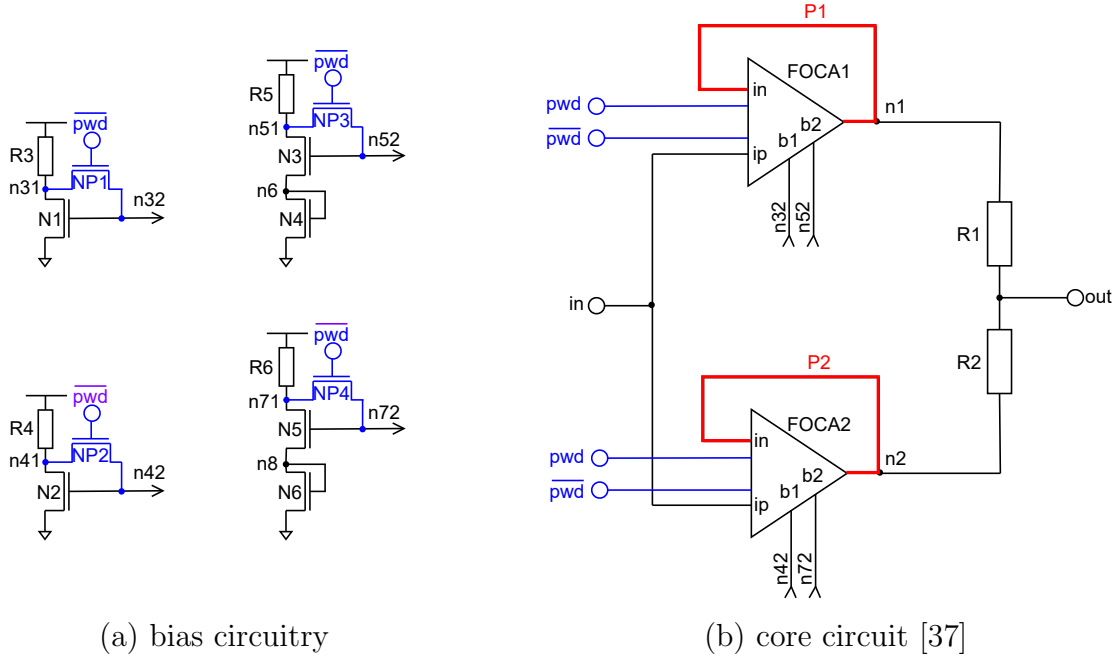 pwd
R3
n31
NP1
n32
N1
pwd
R5
n51
NP3
n52
N3
n6
N4
pwd
R4
n41
NP2
n42
N2
pwd
R6
n71
NP4
n72
N5
n8
N6
(a) bias circuitry
P1
FOCA1
in
n1
pwd
b2
pwd
b1
ip
n32
n52
R1
in
out
R2
P2
FOCA2
in
n2
pwd
b2
pwd
b1
ip
n42
n72
(b) core circuit [37]